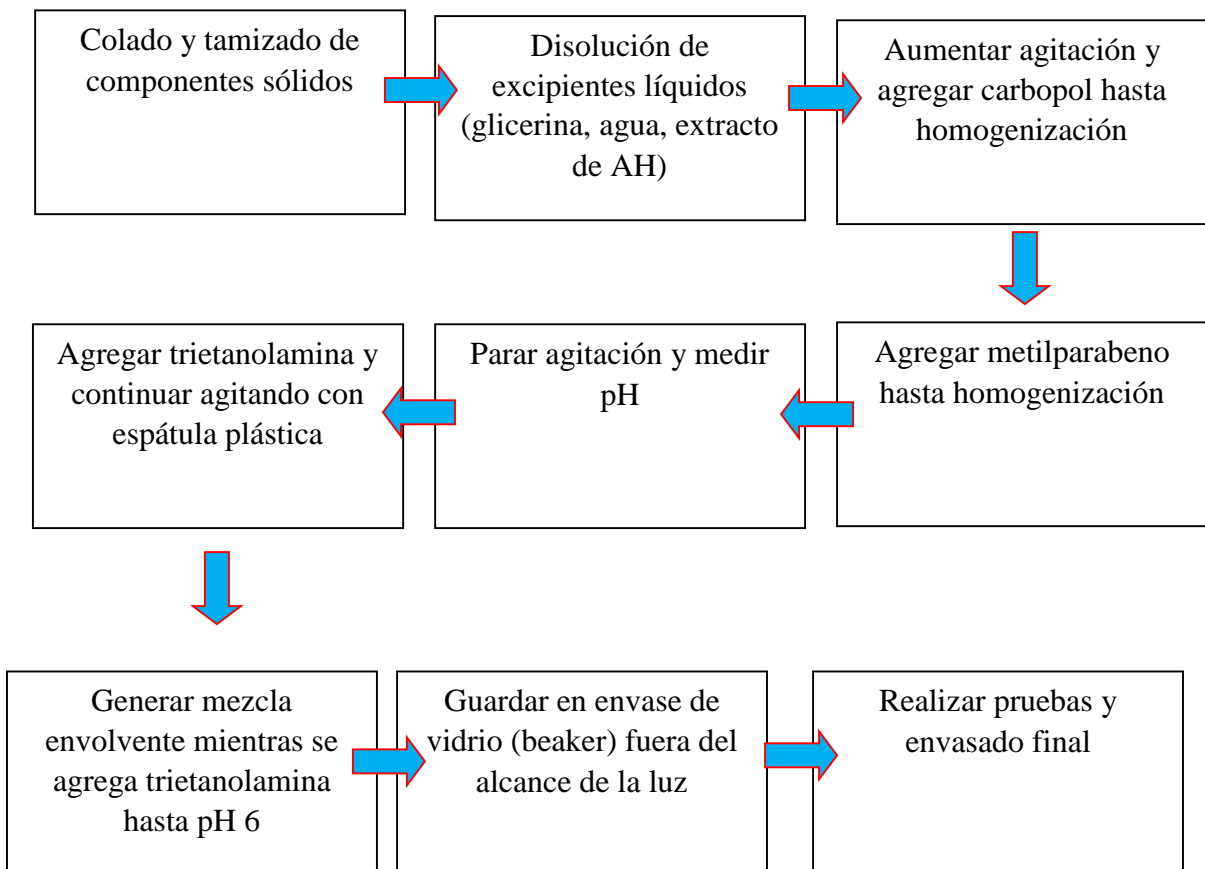 Colado y tamizado de
componentes sólidos
Disolución de
excipientes líquidos
(glicerina, agua, extracto
de AH)
Aumentar agitación y
agregar carbopol hasta
homogenización
Agregar metilparabeno
hasta homogenización
Parar agitación y medir
pH
Agregar trietanolamina y
continuar agitando con
espátula plástica
Generar mezcla
envolvente mientras se
agrega trietanolamina
hasta pH 6
Guardar en envase de
vidrio (beaker) fuera del
alcance de la luz
Realizar pruebas y
envasado final